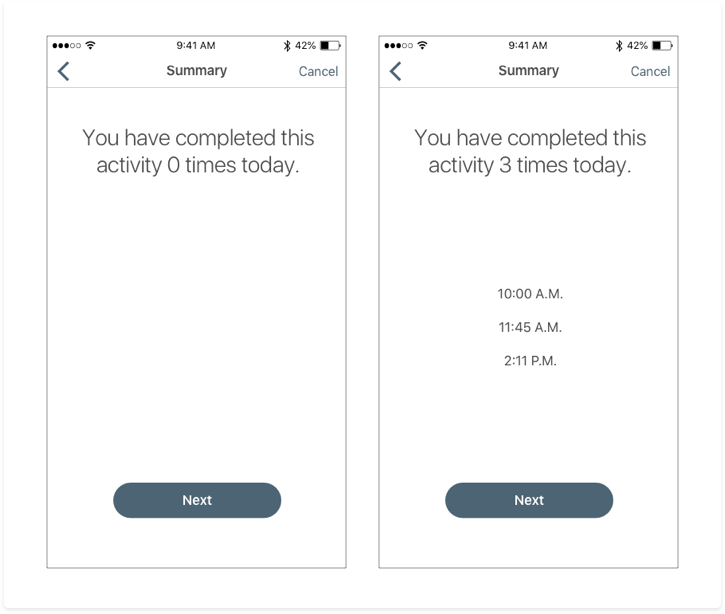 9:41 AM 42%
Summary Cancel
You have completed this
activity 0 times today.
Next
9:41 AM 42%
Summary Cancel
You have completed this
activity 3 times today.
10:00 A.M.
11:45 A.M.
2:11 P.M.
Next